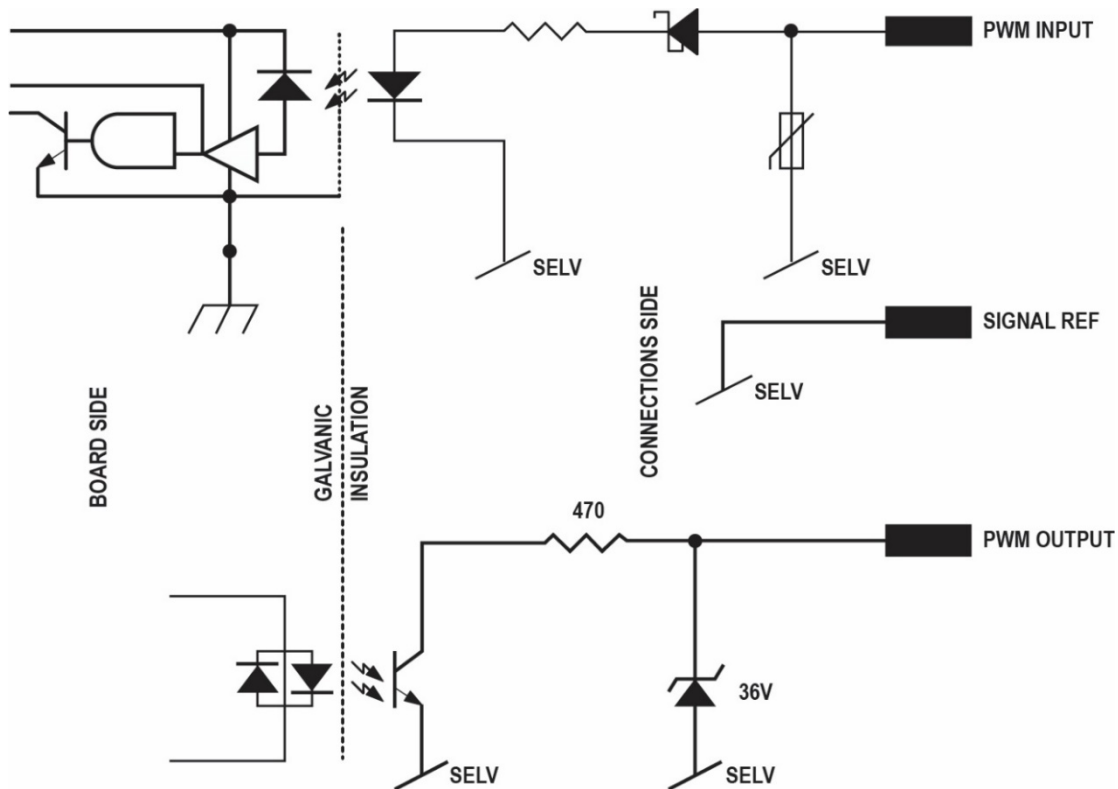 PWM INPUT
SELV
SELV
SIGNAL REF
SELV
BOARD SIDE
GALVANIC
INSULATION
CONNECTIONS SIDE
470
PWM OUTPUT
36V
SELV
SELV